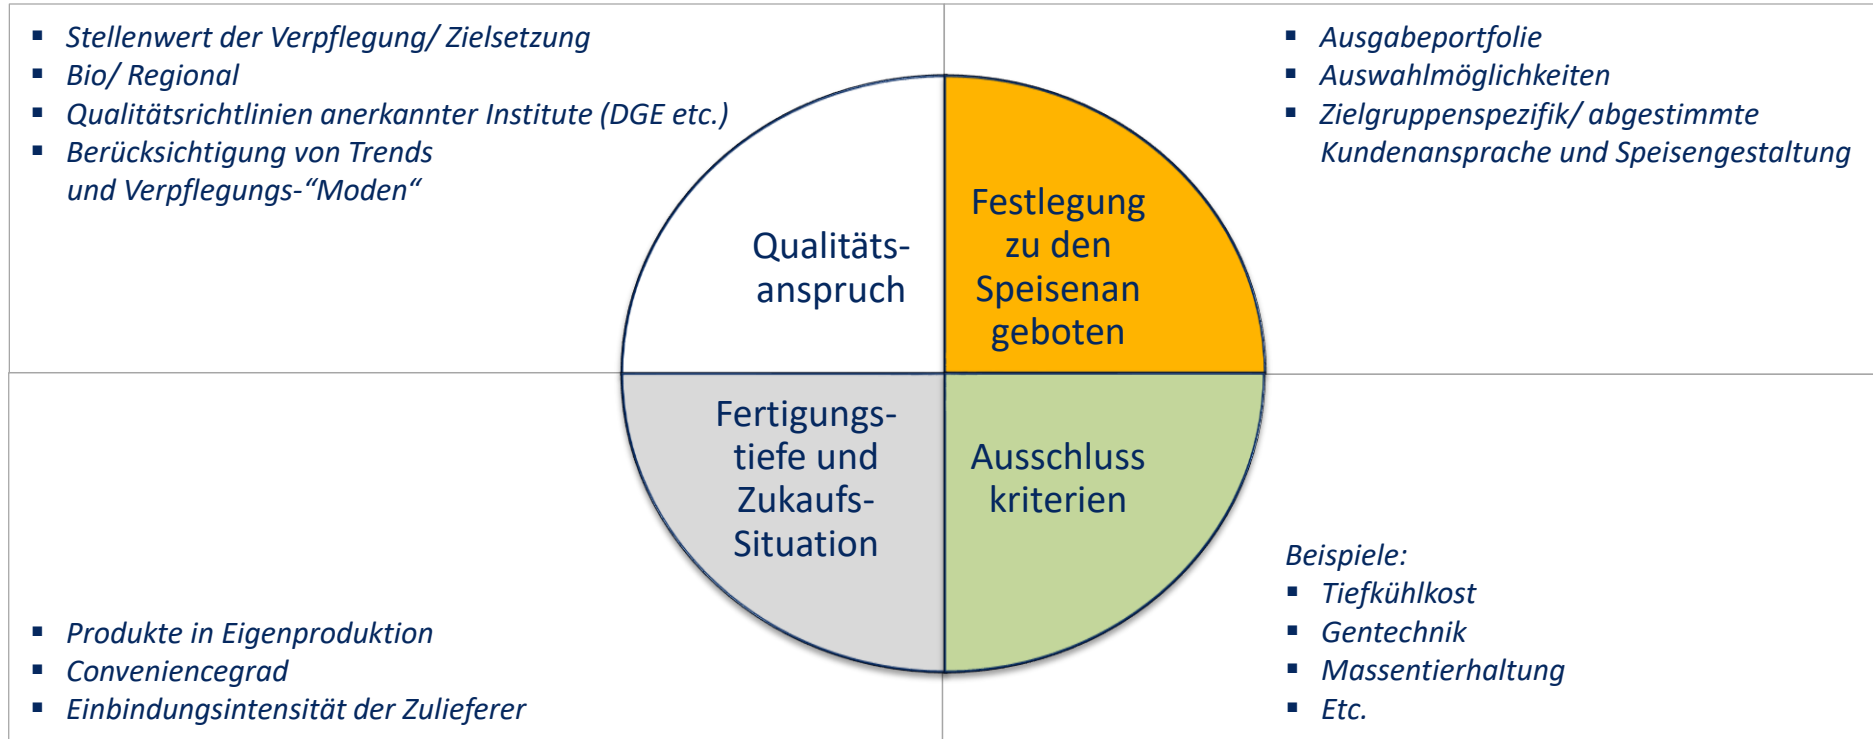 ▪ Stellenwert der Verpflegung/ Zielsetzung
▪ Bio/ Regional
▪ Qualitätsrichtlinien anerkannter Institute (DGE etc.)
▪ Berücksichtigung von Trends
und Verpflegungs-“Moden“
▪ Ausgabeportfolie
▪ Auswahlmöglichkeiten
▪ Zielgruppenspezifik/ abgestimmte
Kundenansprache und Speisengestaltung
Qualitäts-
anspruch
Festlegung
zu den
Speisenan
geboten
Fertigungs-
tiefe und
Zukaufs-
Situation
Ausschluss
kriterien
▪ Produkte in Eigenproduktion
▪ Conveniencegrad
▪ Einbindungsintensität der Zulieferer
Beispiele:
▪ Tiefkühlkost
▪ Gentechnik
▪ Massentierhaltung
▪ Etc.